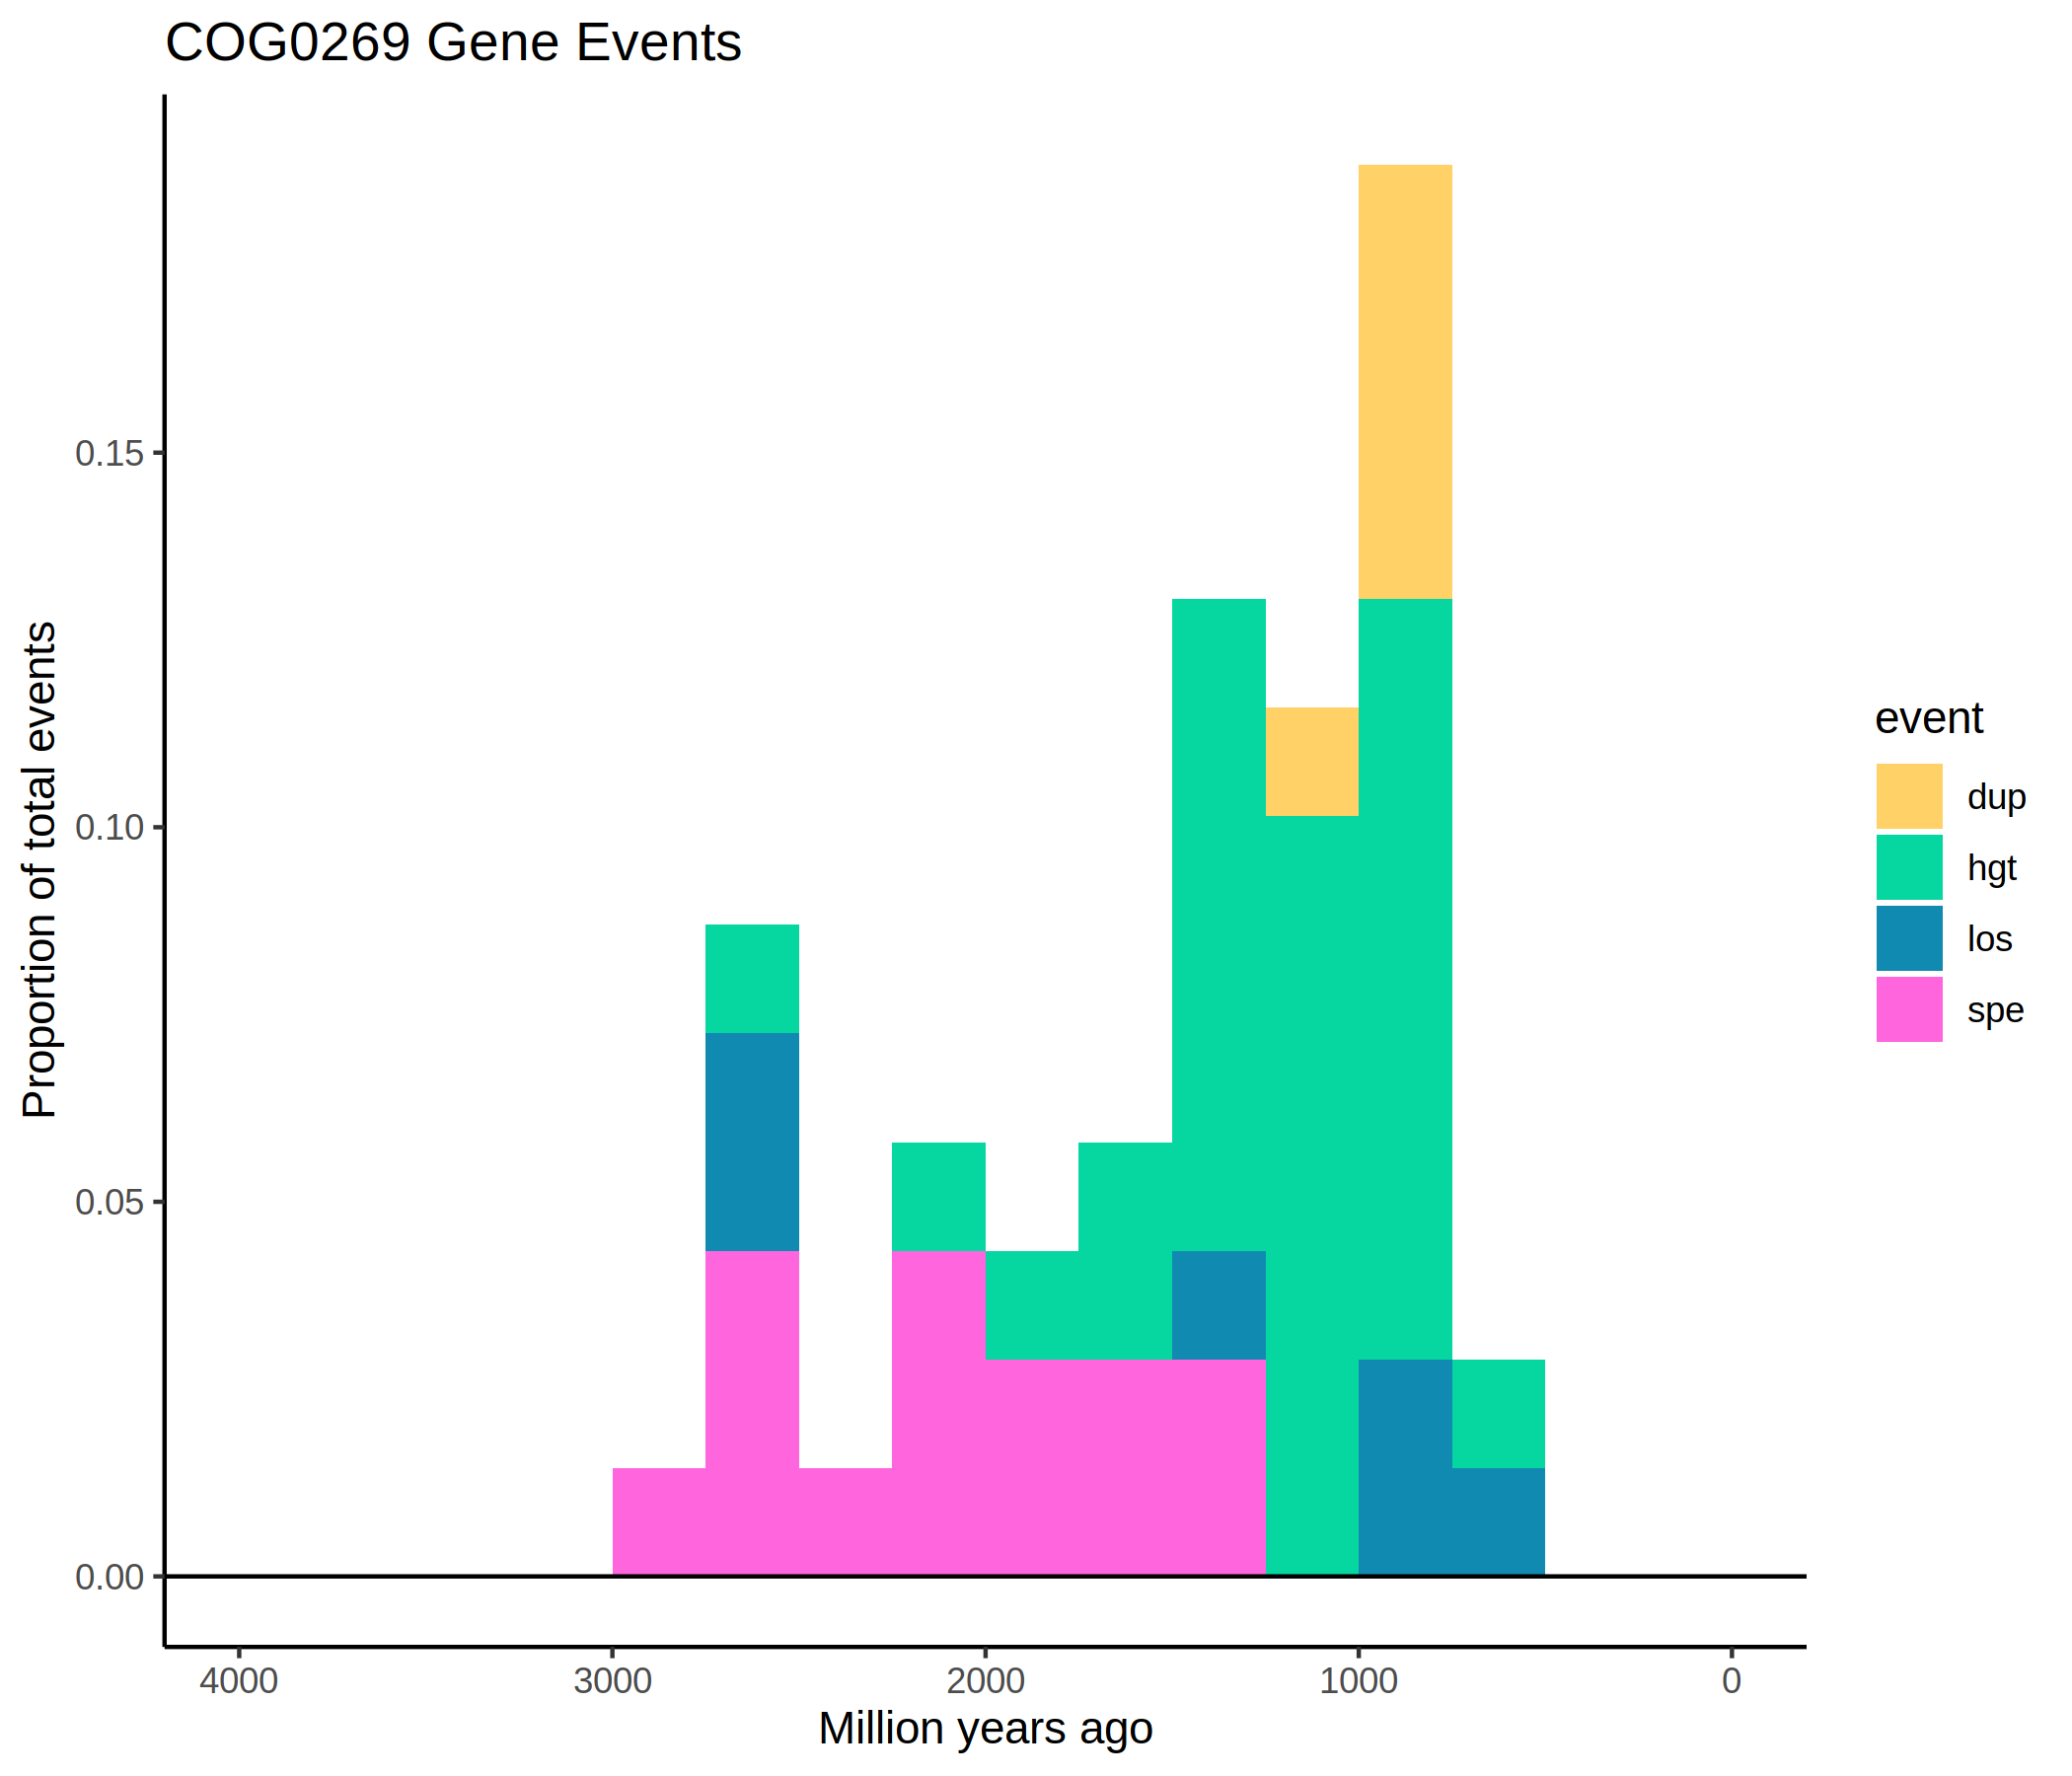 COG0269 Gene Events
Proportion of total events
0.15
0.10
0.05
0.00
4000
3000
2000
1000
0
Million years ago
event
dup
hgt
los
spe